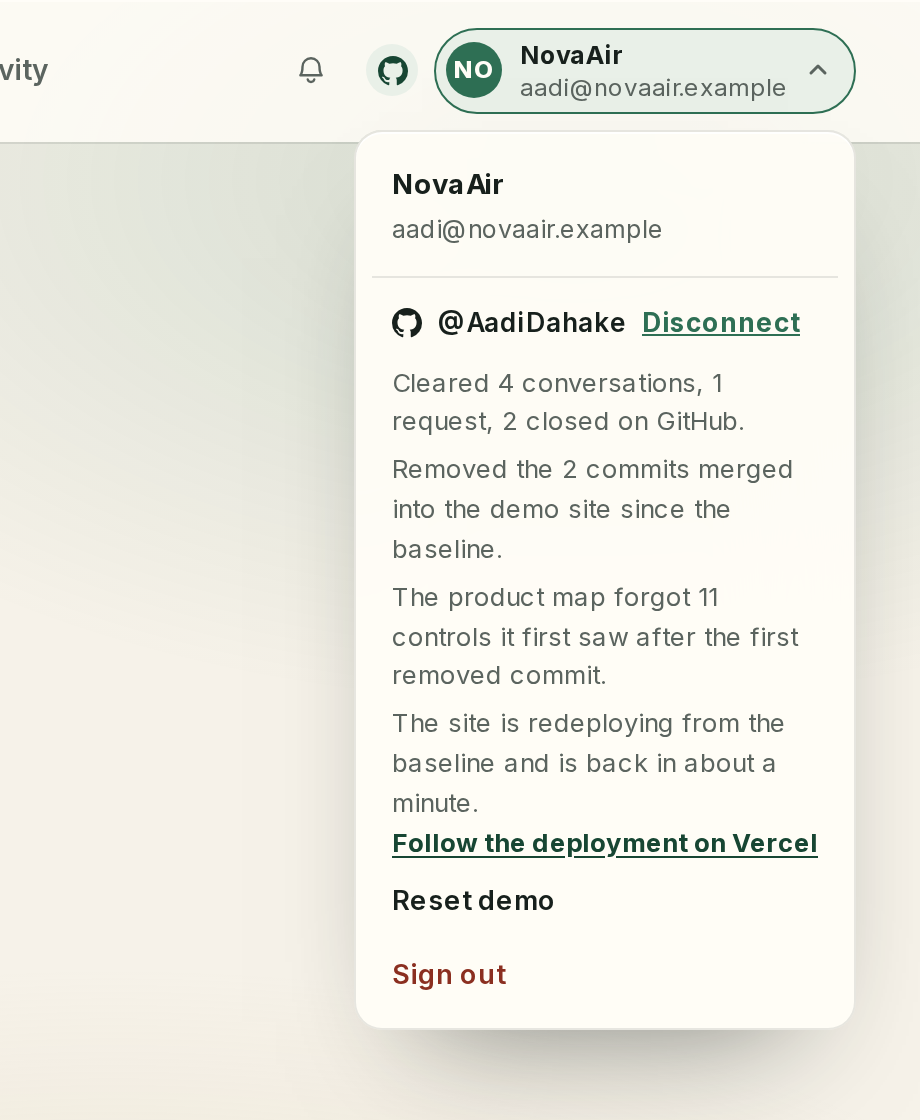 vity
NO
NovaAir
aadi@novaair.example
NovaAir
aadi@novaair.example
@AadiDahake Disconnect
Cleared 4 conversations, 1
request, 2 closed on GitHub.
Removed the 2 commits merged
into the demo site since the
baseline.
The product map forgot 11
controls it first saw after the first
removed commit.
The site is redeploying from the
baseline and is back in about a
minute.
Follow the deployment on Vercel
Reset demo
Sign out